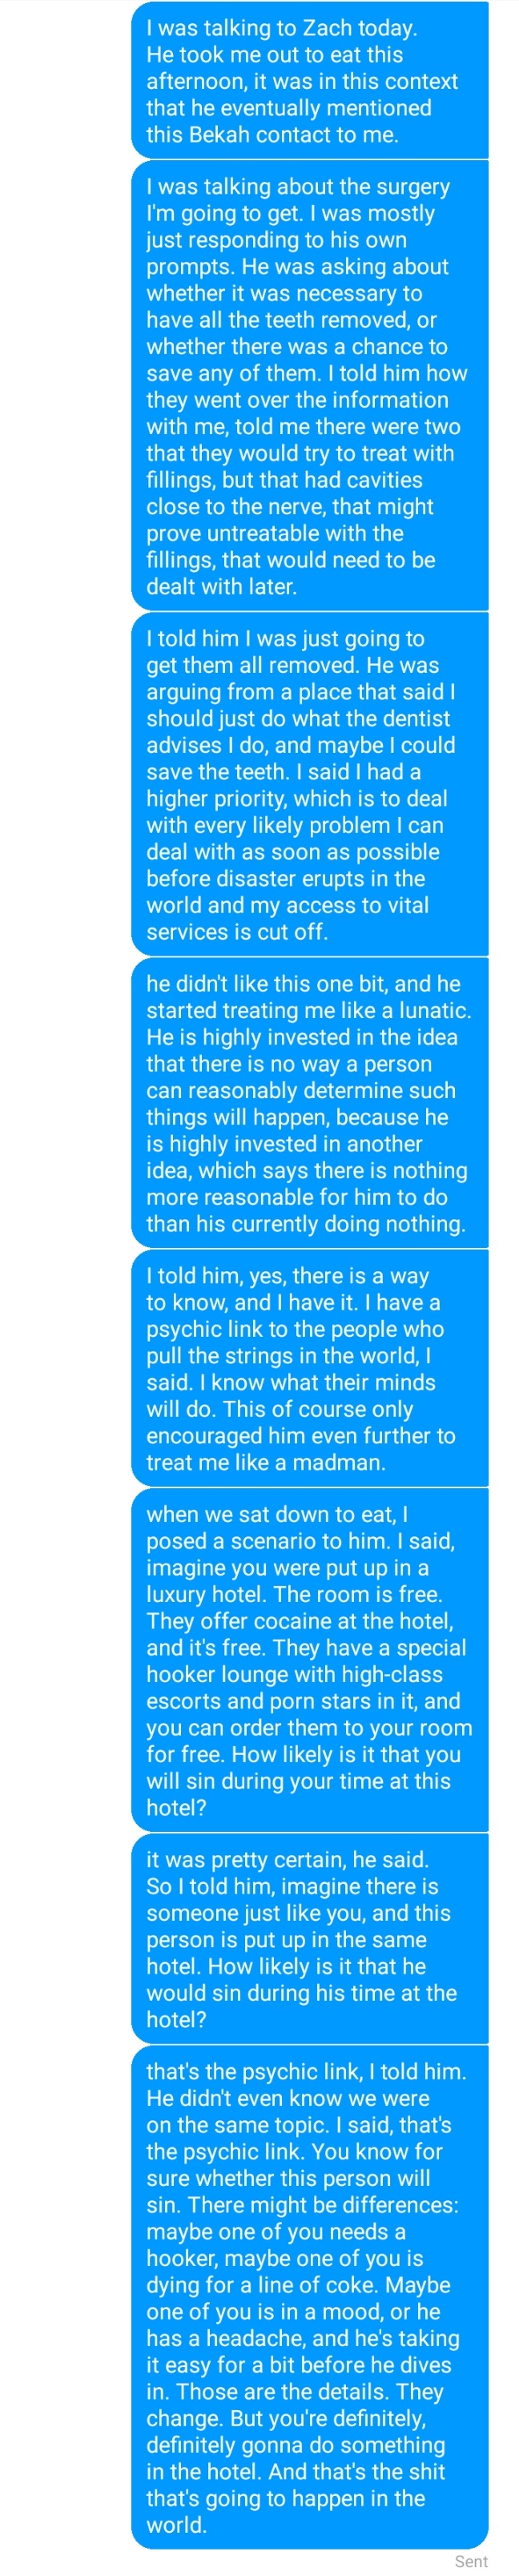 I was talking to Zach today.
He took me out to eat this
afternoon, it was in this context
that he eventually mentioned
this Bekah contact to me.
I was talking about the surgery
I'm going to get. I was mostly
just responding to his own
prompts. He was asking about
whether it was necessary to
have all the teeth removed, or
whether there was a chance to
save any of them. I told him how
they went over the information
with me, told me there were two
that they would try to treat with
fillings, but that had cavities
close to the nerve, that might
prove untreatable with the
fillings, that would need to be
dealt with later.
I told him I was just going to
get them all removed. He was
arguing from a place that said I
should just do what the dentist
advises I do, and maybe I could
save the teeth. I said I had a
higher priority, which is to deal
with every likely problem I can
deal with as soon as possible
before disaster erupts in the
world and my access to vital
services is cut off.
he didn't like this one bit, and he
started treating me like a lunatic.
He is highly invested in the idea
that there is no way a person
can reasonably determine such
things will happen, because he
is highly invested in another
idea, which says there is nothing
more reasonable for him to do
than his currently doing nothing.
I told him, yes, there is a way
to know, and I have it. I have a
psychic link to the people who
pull the strings in the world, I
said. I know what their minds
will do. This of course only
encouraged him even further to
treat me like a madman.
when we sat down to eat, I
posed a scenario to him. I said,
imagine you were put up in a
luxury hotel. The room is free.
They offer cocaine at the hotel,
and it's free. They have a special
hooker lounge with high-class
escorts and porn stars in it, and
you can order them to your room
for free. How likely is it that you
will sin during your time at this
hotel?
it was pretty certain, he said.
So I told him, imagine there is
someone just like you, and this
person is put up in the same
hotel. How likely is it that he
would sin during his time at the
hotel?
that's the psychic link, I told him.
He didn't even know we were
on the same topic. I said, that's
the psychic link. You know for
sure whether this person will
sin. There might be differences:
maybe one of you needs a
hooker, maybe one of you is
dying for a line of coke. Maybe
one of you is in a mood, or he
has a headache, and he's taking
it easy for a bit before he dives
in. Those are the details. They
change. But you're definitely,
definitely gonna do something
in the hotel. And that's the shit
that's going to happen in the
world.
Sent